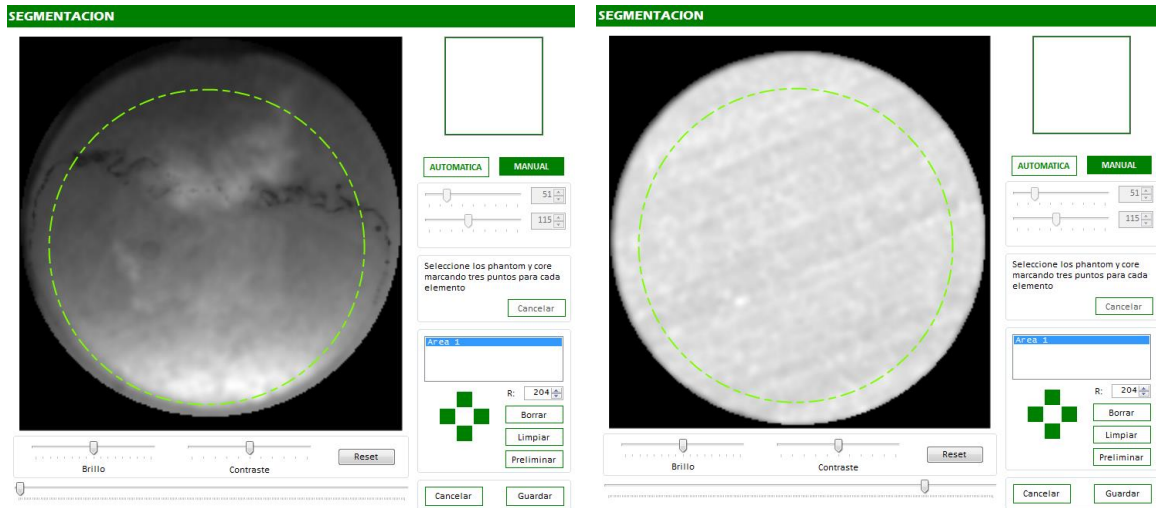 SEGMENTACION
AUTOMATICA
MANUAL
51
115
Seleccione los phantom y core
marcando tres puntos para cada
elemento
Cancelar
Area 1
R: 204
Borrar
Limpiar
Preliminar
Brillo
Contraste
Reset
Cancelar
Guardar
SEGMENTACION
AUTOMATICA
MANUAL
51
115
Seleccione los phantom y core
marcando tres puntos para cada
elemento
Cancelar
Area 1
R: 204
Borrar
Limpiar
Preliminar
Brillo
Contraste
Reset
Cancelar
Guardar